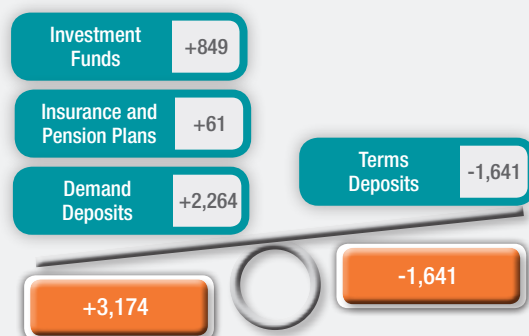 Investment
Funds
+849
Insurance and
Pension Plans
+61
Demand
Deposits
+2,264
Terms
Deposits
-1,641
+3,174
-1,641